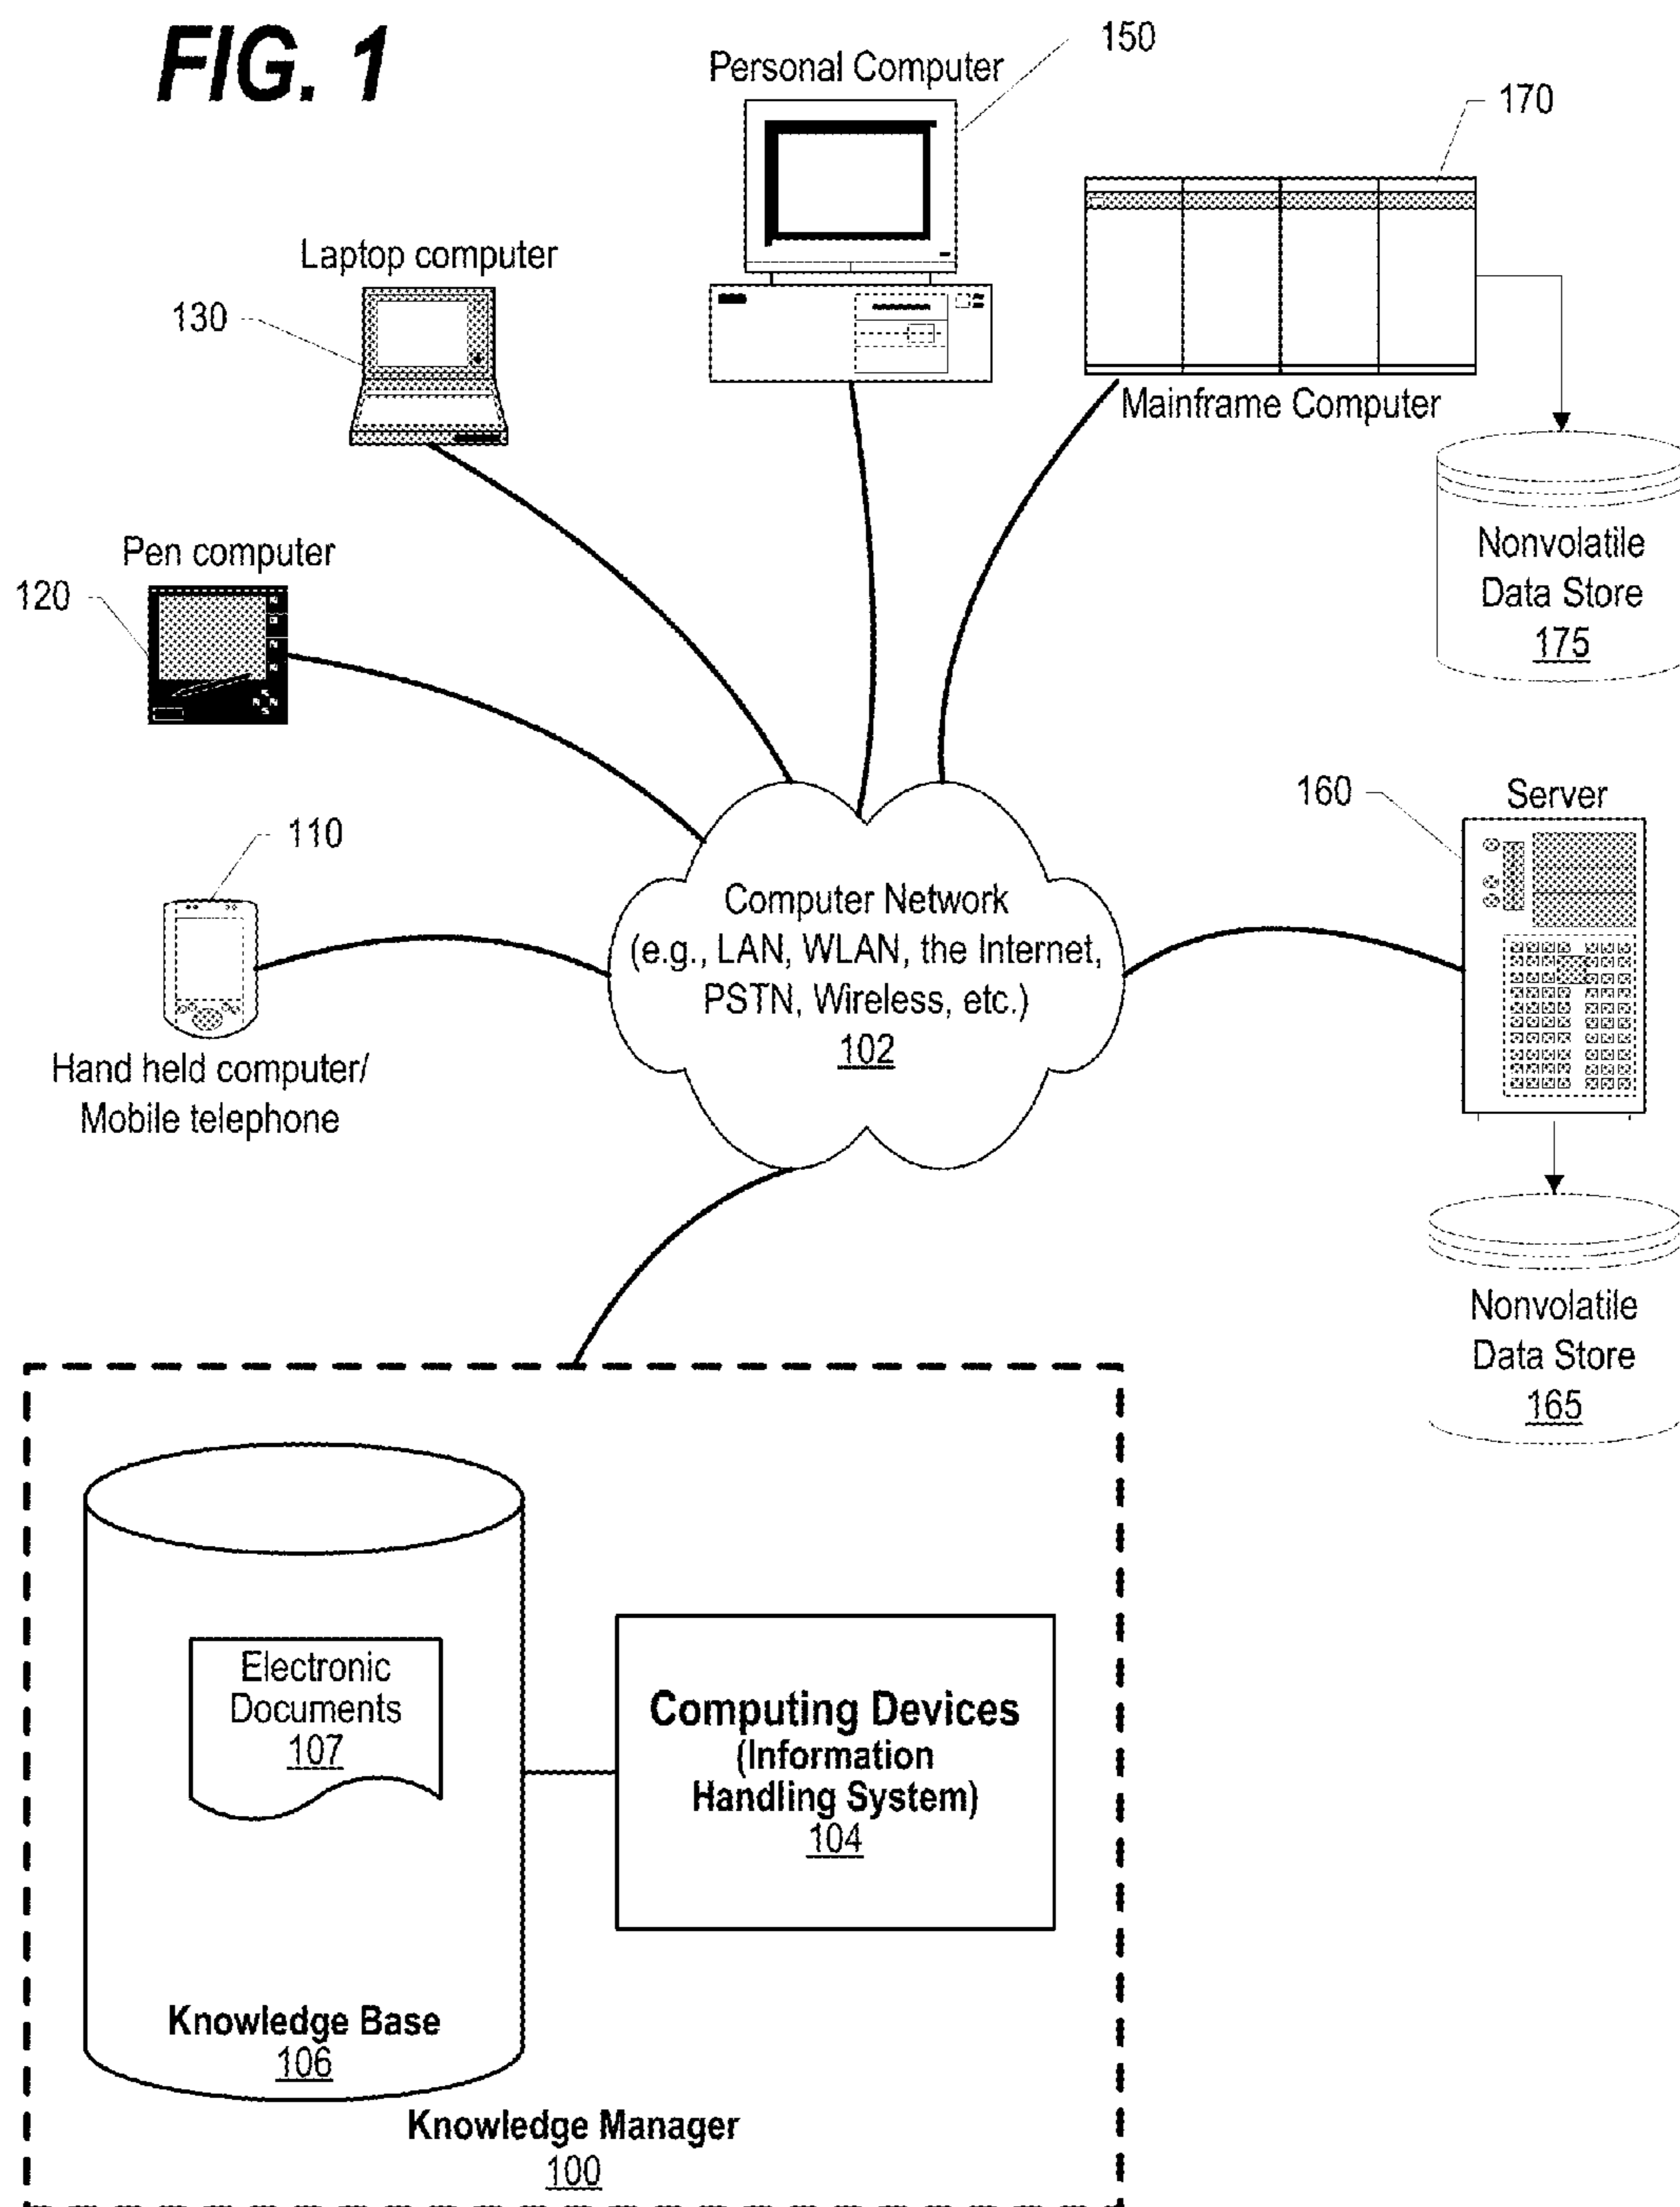 FIG. 1
Personal Computer
150
170
Laptop computer
130
Mainframe Computer
Nonvolatile
Data Store
175
Pen computer
120
110
Hand held computer/
Mobile telephone
Computer Network
(e.g., LAN, WLAN, the Internet,
PSTN, Wireless, etc.)
102
160
Server
Nonvolatile
Data Store
165
Electronic
Documents
107
Computing Devices
(Information
Handling System)
104
Knowledge Base
106
Knowledge Manager
100